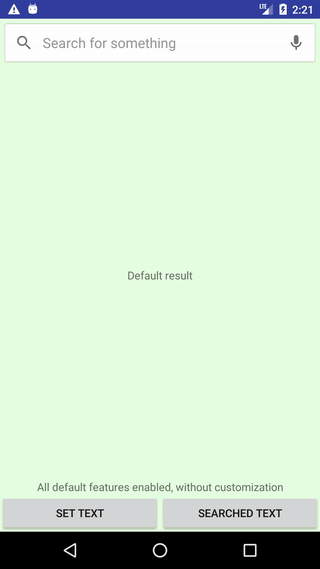 LTE 2:21
Search for something
Default result
All default features enabled, without customization
SET TEXT SEARCHED TEXT